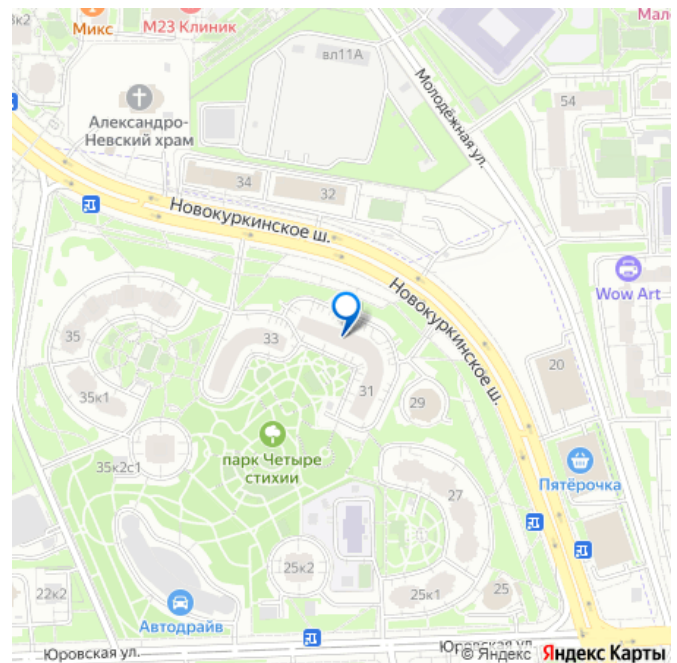 Микс
М23 Клиник
Мал
вл11А
Молодёжная ул.
54
Александро-
Невский храм
34
32
Новокуркинское ш.
Wow Art
Новокуркинское ш.
35
33
20
31
29
35к1
парк Четыре
стихии
35к2с1
Пятёрочка
27
25к2
22к2
25к1
25
Автодрайв
Юровская ул.
Юровская ул.
© Яндекс Яндекс Карты